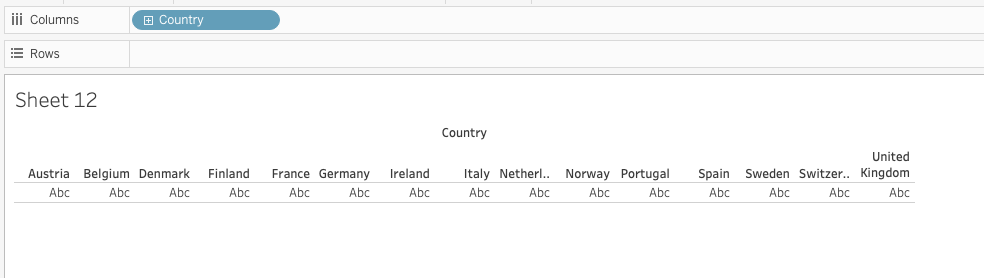 Columns Country
Rows
Sheet 12
Country
Austria Belgium Denmark Finland France Germany Ireland Italy Netherl.. Norway Portugal Spain Sweden Switzer.. United Kingdom
Abc Abc Abc Abc Abc Abc Abc Abc Abc Abc Abc Abc Abc Abc Abc